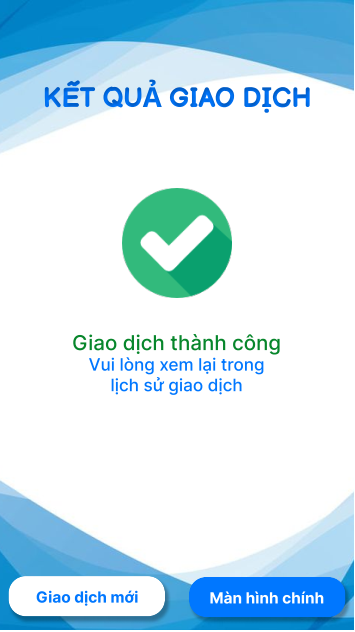 KẾT QUẢ GIAO DỊCH
Giao dịch thành công
Vui lòng xem lại trong
lịch sử giao dịch
Giao dịch mới
Màn hình chính